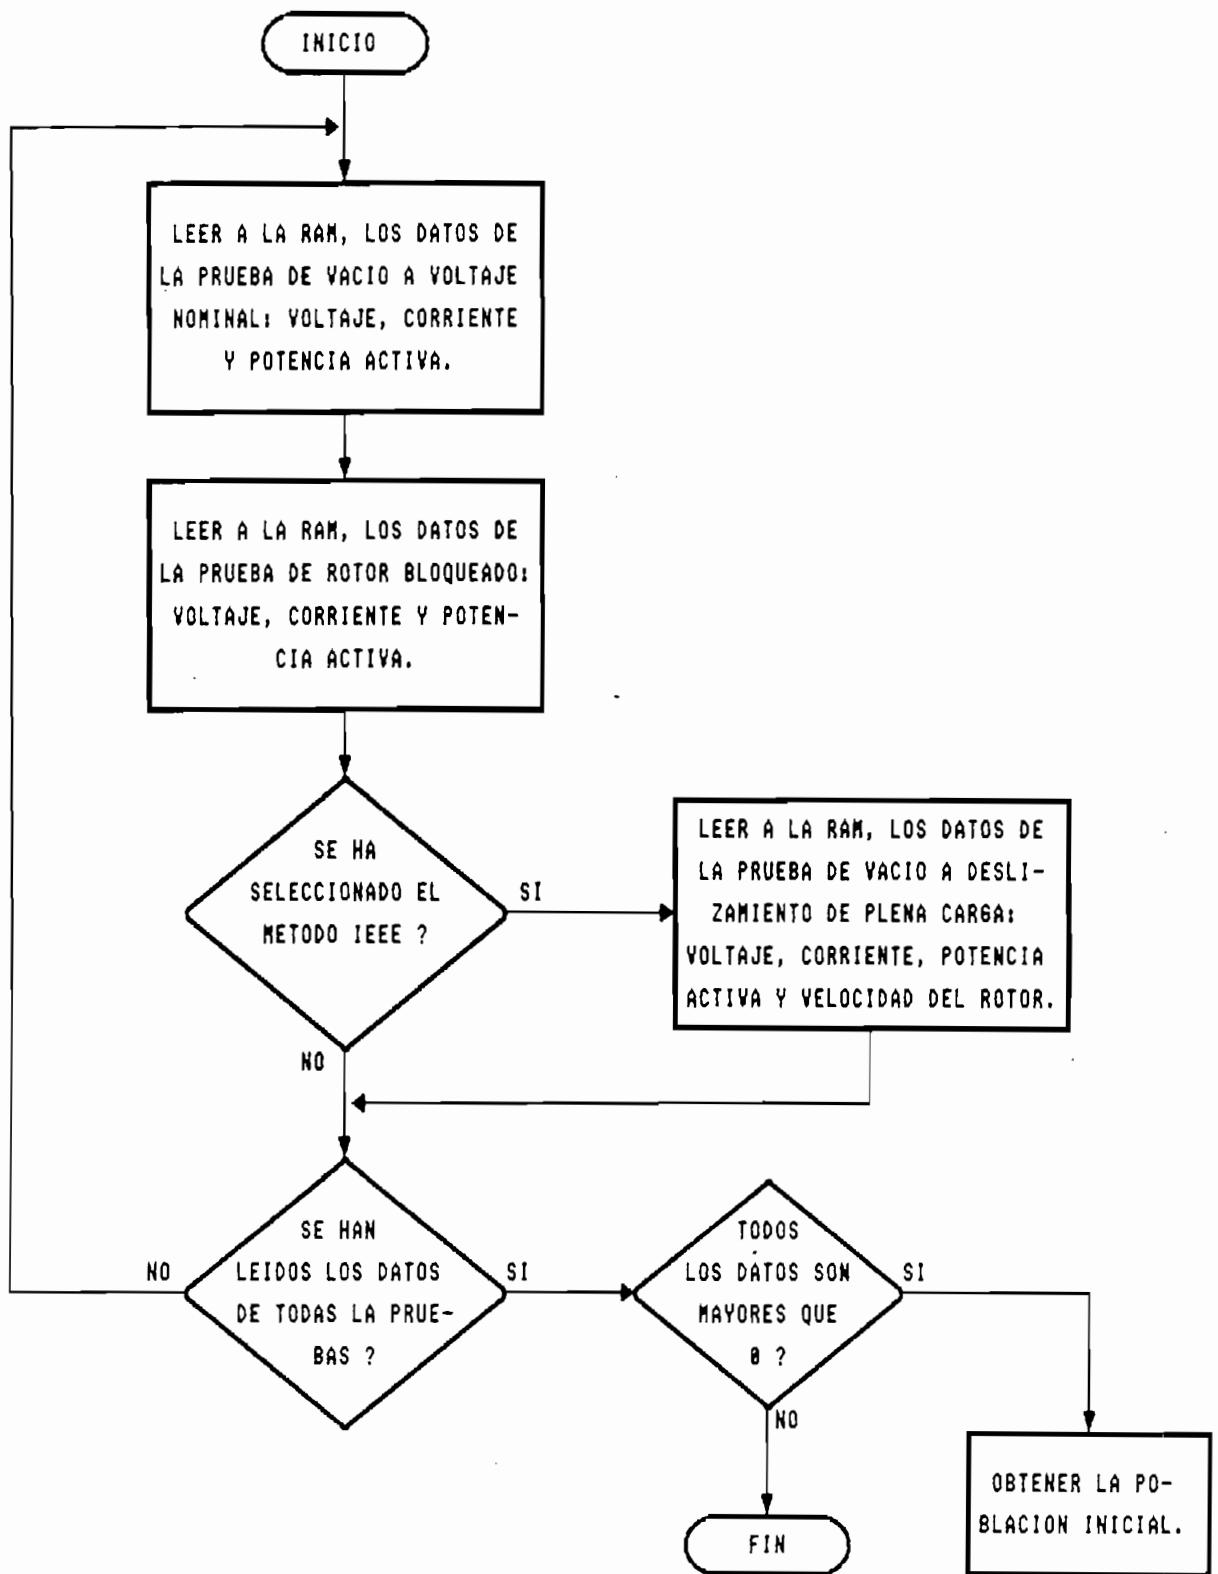 INICIO
LEER A LA RAM, LOS DATOS DE
LA PRUEBA DE VACIO A VOLTAJE
NOMINAL: VOLTAJE, CORRIENTE
Y POTENCIA ACTIVA.
LEER A LA RAM, LOS DATOS DE
LA PRUEBA DE ROTOR BLOQUEADO:
VOLTAJE, CORRIENTE Y POTEN-
CIA ACTIVA.
SE HA
SELECCIONADO EL
METODO IEEE ?
SI
NO
LEER A LA RAM, LOS DATOS DE
LA PRUEBA DE VACIO A DESLI-
ZAMIENTO DE PLENA CARGA:
VOLTAJE, CORRIENTE, POTENCIA
ACTIVA Y VELOCIDAD DEL ROTOR.
SE HAN
LEIDOS LOS DATOS
DE TODAS LA PRUE-
BAS ?
NO
SI
TODOS
LOS DATOS SON
MAYORES QUE
0 ?
SI
NO
FIN
OBTENER LA PO-
BLACION INICIAL.